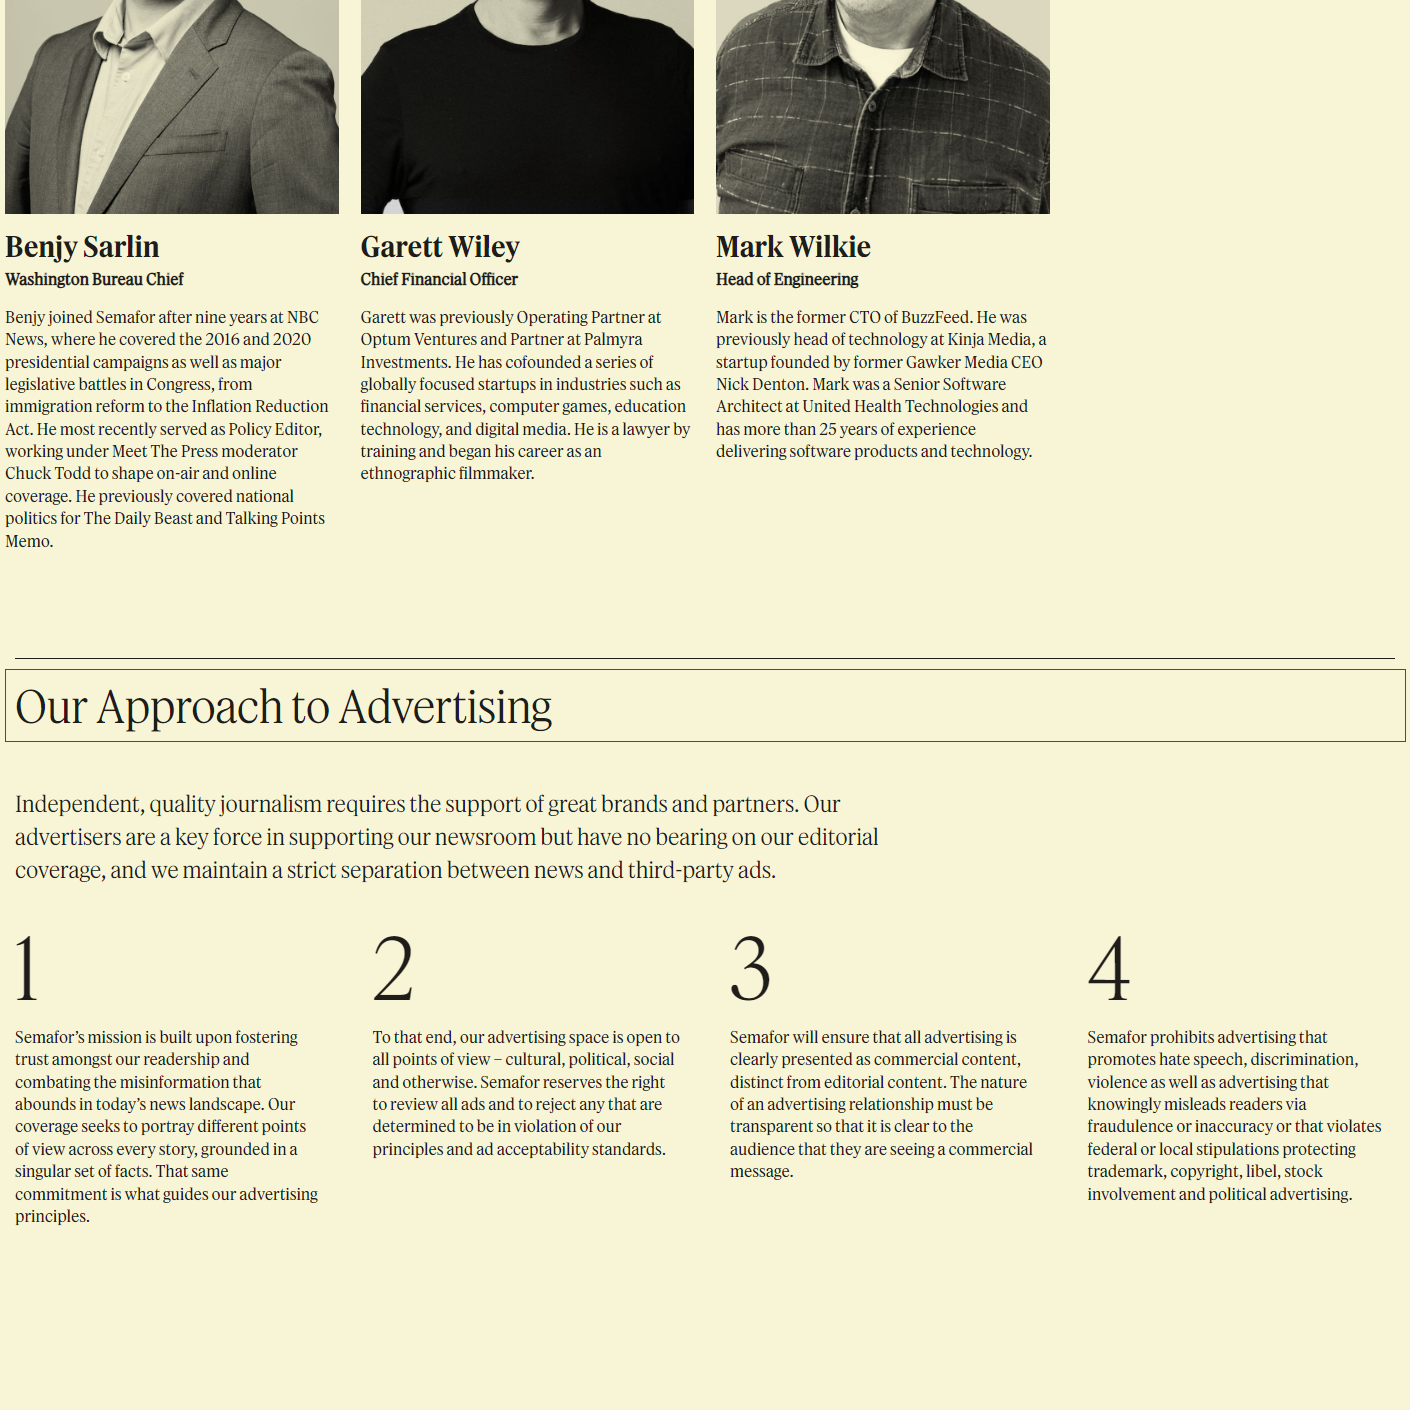 Benjy Sarlin
Washington Bureau Chief
Benjy joined Semafor after nine years at NBC
News, where he covered the 2016 and 2020
presidential campaigns as well as major
legislative battles in Congress, from
immigration reform to the Inflation Reduction
Act. He most recently served as Policy Editor,
working under Meet The Press moderator
Chuck Todd to shape on-air and online
coverage. He previously covered national
politics for The Daily Beast and Talking Points
Memo.
Garett Wiley
Chief Financial Officer
Garett was previously Operating Partner at
Optum Ventures and Partner at Palmyra
Investments. He has cofounded a series of
globally focused startups in industries such as
financial services, computer games, education
technology, and digital media. He is a lawyer by
training and began his career as an
ethnographic filmmaker.
Mark Wilkie
Head of Engineering
Mark is the former CTO of BuzzFeed. He was
previously head of technology at Kinja Media, a
startup founded by former Gawker Media CEO
Nick Denton. Mark was a Senior Software
Architect at United Health Technologies and
has more than 25 years of experience
delivering software products and technology.
Our Approach to Advertising
Independent, quality journalism requires the support of great brands and partners. Our
advertisers are a key force in supporting our newsroom but have no bearing on our editorial
coverage, and we maintain a strict separation between news and third-party ads.
1
Semafor’s mission is built upon fostering
trust amongst our readership and
combating the misinformation that
abounds in today’s news landscape. Our
coverage seeks to portray different points
of view across every story, grounded in a
singular set of facts. That same
commitment is what guides our advertising
principles.
2
To that end, our advertising space is open to
all points of view – cultural, political, social
and otherwise. Semafor reserves the right
to review all ads and to reject any that are
determined to be in violation of our
principles and ad acceptability standards.
3
Semafor will ensure that all advertising is
clearly presented as commercial content,
distinct from editorial content. The nature
of an advertising relationship must be
transparent so that it is clear to the
audience that they are seeing a commercial
message.
4
Semafor prohibits advertising that
promotes hate speech, discrimination,
violence as well as advertising that
knowingly misleads readers via
fraudulence or inaccuracy or that violates
federal or local stipulations protecting
trademark, copyright, libel, stock
involvement and political advertising.